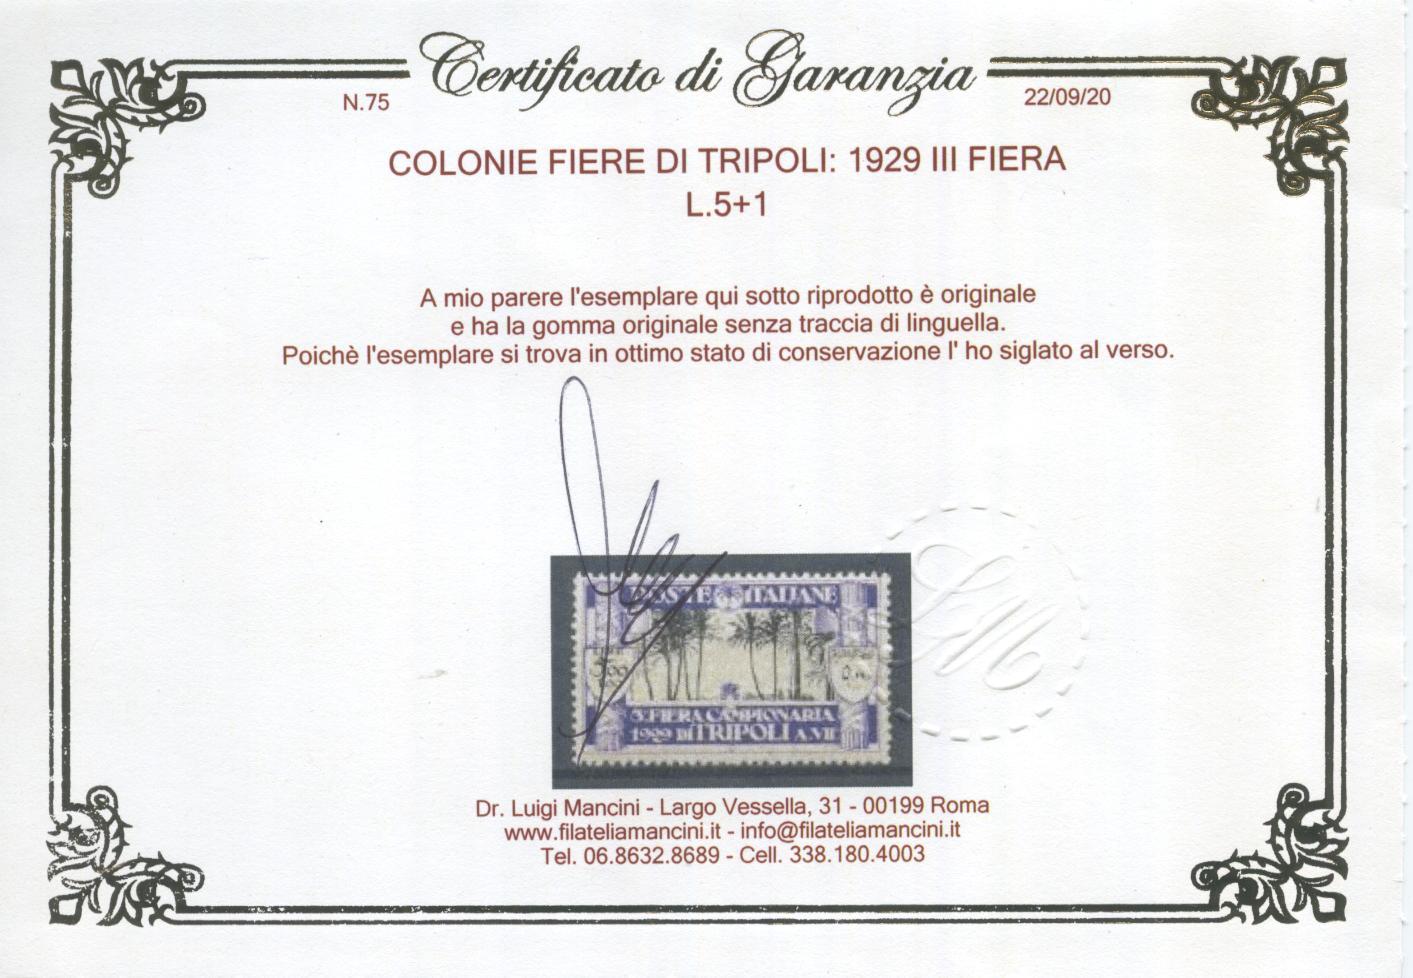 Certificato di Garanzia
N.75
22/09/20
COLONIE FIERE DI TRIPOLI: 1929 III FIERA
L.5+1
A mio parere l'esemplare qui sotto riprodotto è originale
e ha la gomma originale senza traccia di linguella.
Poichè l'esemplare si trova in ottimo stato di conservazione l' ho siglato al verso.
POSTE ITALIANE
3ª FIERA CAMPIONARIA
1929 DI TRIPOLI A. VII
LM
Dr. Luigi Mancini - Largo Vessella, 31 - 00199 Roma
www.filateliamancini.it - info@filateliamancini.it
Tel. 06.8632.8689 - Cell. 338.180.4003